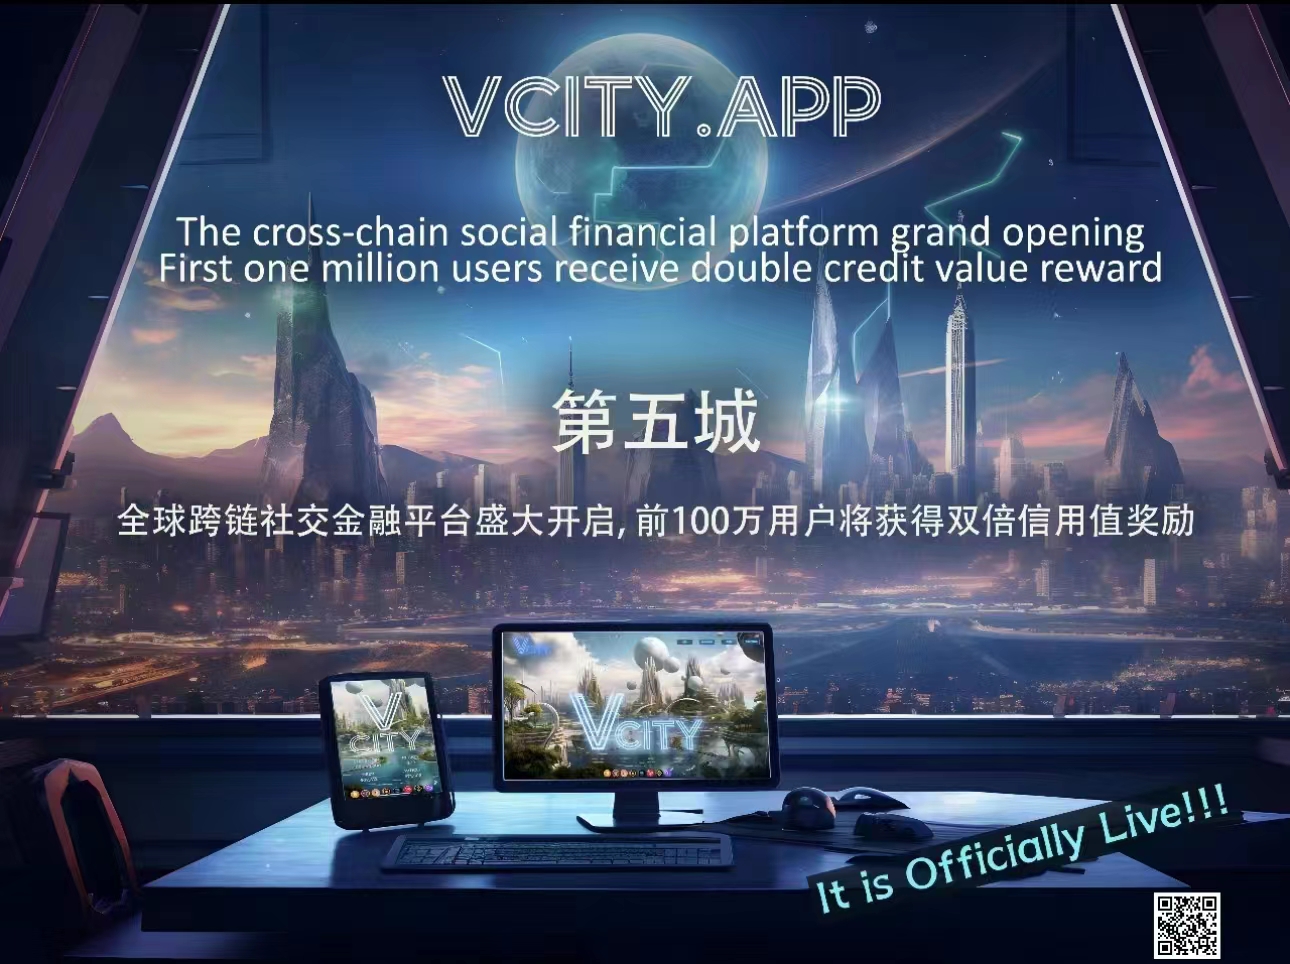 VCITY.APP
The cross-chain social financial platform grand opening
First one million users receive double credit value reward
第五城
全球跨链社交金融平台盛大开启, 前100万用户将获得双倍信用值奖励
V
CITY
VCITY
VCITY
It is Officially Live!!!